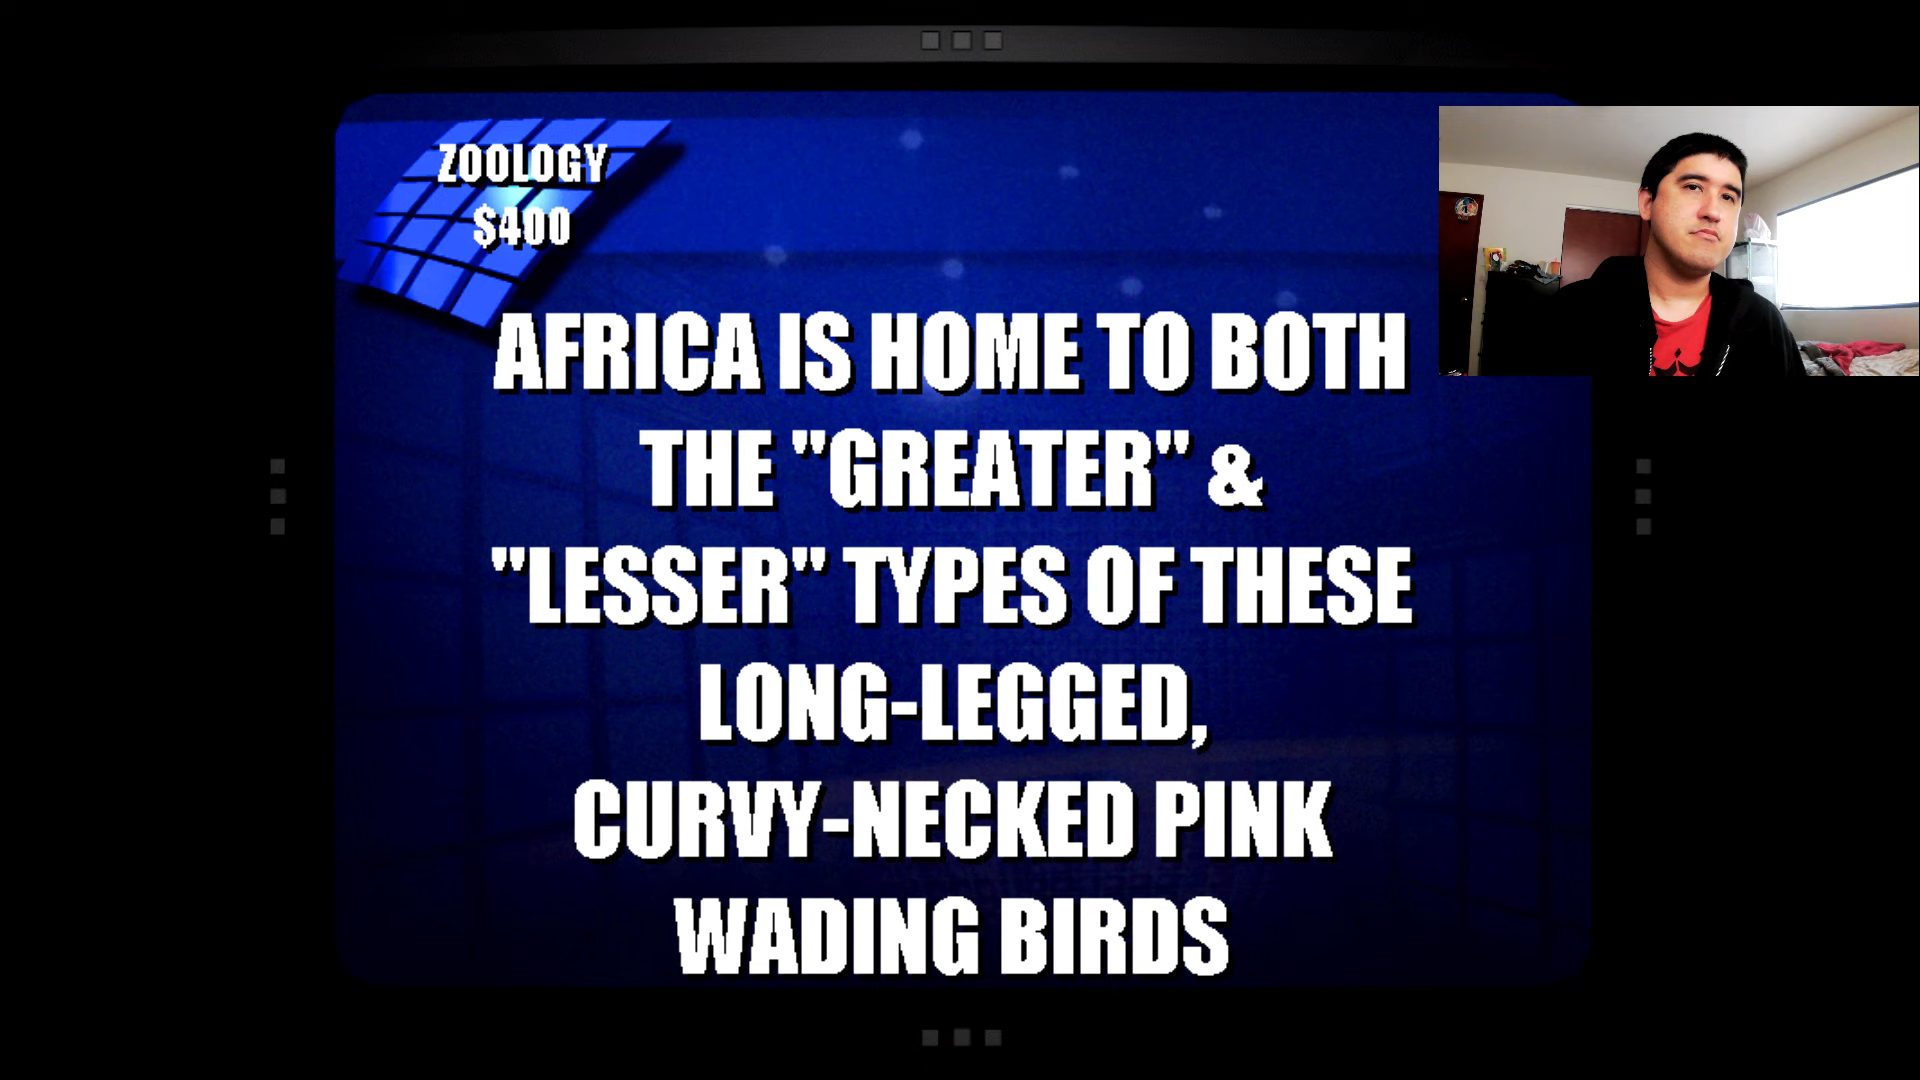 ZOOLOGY
$400
AFRICA IS HOME TO BOTH
THE "GREATER" &
"LESSER" TYPES OF THESE
LONG-LEGGED,
CURVY-NECKED PINK
WADING BIRDS